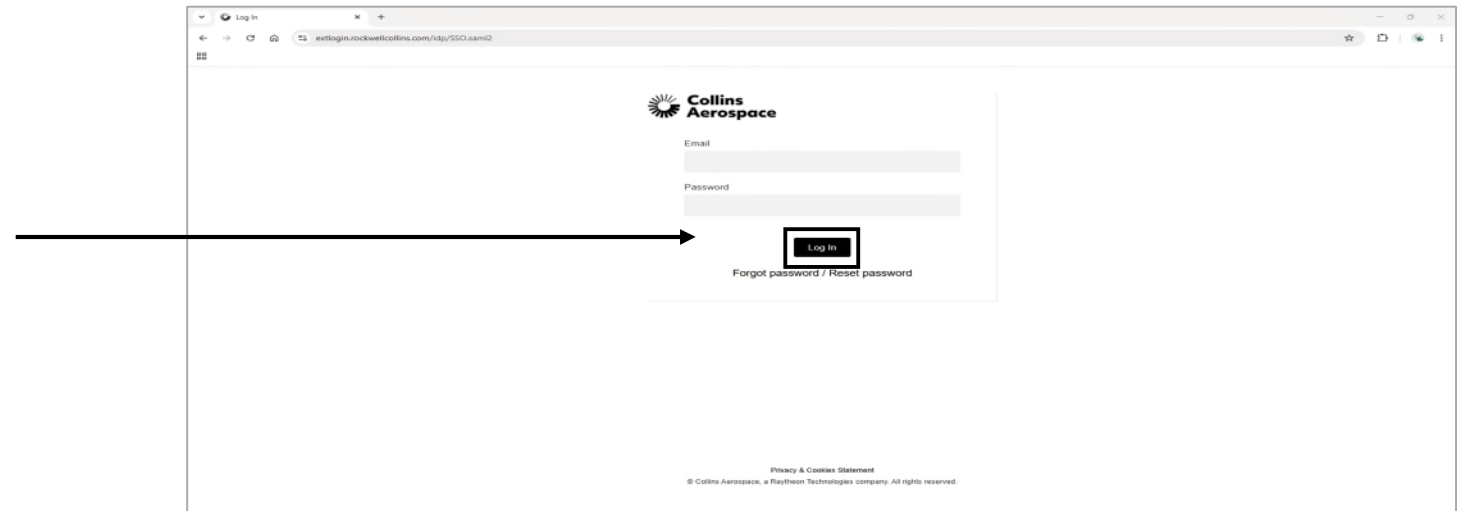 Log In
extlogin.rockwellcollins.com/idp/SSO.saml2
Collins
Aerospace
Email
Password
Log In
Forgot password / Reset password
Privacy & Cookies Statement
© Collins Aerospace, a Raytheon Technologies company. All rights reserved.